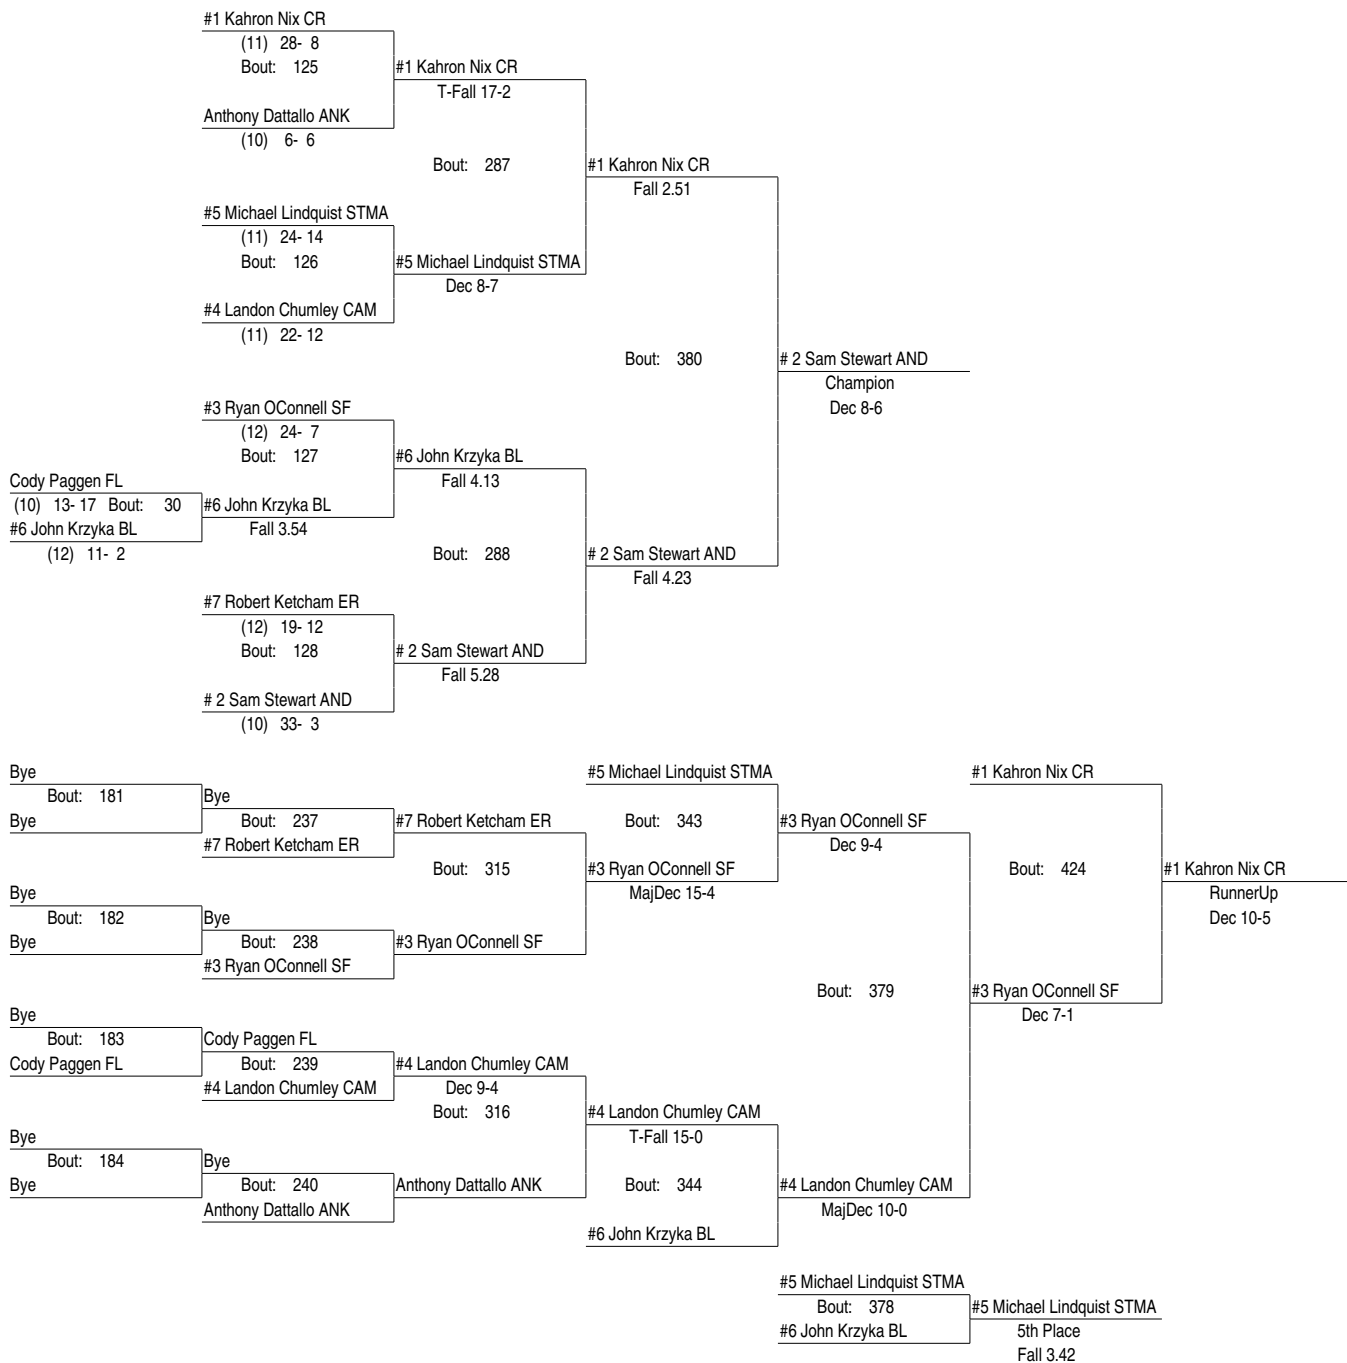 #1 Kahron Nix CR
(11) 28- 8
Bout: 125
#1 Kahron Nix CR
T-Fall 17-2
Anthony Dattallo ANK
(10) 6- 6
Bout: 287
#1 Kahron Nix CR
Fall 2.51
#5 Michael Lindquist STMA
(11) 24- 14
Bout: 126
#5 Michael Lindquist STMA
Dec 8-7
#4 Landon Chumley CAM
(11) 22- 12
Bout: 380
# 2 Sam Stewart AND
Champion
Dec 8-6
#3 Ryan OConnell SF
(12) 24- 7
Bout: 127
#6 John Krzyka BL
Fall 4.13
Cody Paggen FL
(10) 13- 17 Bout: 30
#6 John Krzyka BL
Fall 3.54
#6 John Krzyka BL
(12) 11- 2
Bout: 288
# 2 Sam Stewart AND
Fall 4.23
#7 Robert Ketcham ER
(12) 19- 12
Bout: 128
# 2 Sam Stewart AND
Fall 5.28
# 2 Sam Stewart AND
(10) 33- 3
Bye
Bout: 181
Bye
Bye
Bout: 237
#7 Robert Ketcham ER
#7 Robert Ketcham ER
Bout: 315
#5 Michael Lindquist STMA
Bout: 343
#3 Ryan OConnell SF
MajDec 15-4
#3 Ryan OConnell SF
Dec 9-4
#1 Kahron Nix CR
Bout: 424
#1 Kahron Nix CR
RunnerUp
Dec 10-5
Bye
Bout: 182
Bye
Bye
Bout: 238
#3 Ryan OConnell SF
#3 Ryan OConnell SF
Bout: 379
#3 Ryan OConnell SF
Dec 7-1
Bye
Bout: 183
Cody Paggen FL
Cody Paggen FL
Bout: 239
#4 Landon Chumley CAM
#4 Landon Chumley CAM
Dec 9-4
Bout: 316
#4 Landon Chumley CAM
T-Fall 15-0
Bye
Bout: 184
Bye
Bye
Bout: 240
Anthony Dattallo ANK
Anthony Dattallo ANK
Bout: 344
#4 Landon Chumley CAM
MajDec 10-0
#6 John Krzyka BL
#5 Michael Lindquist STMA
Bout: 378
#6 John Krzyka BL
#5 Michael Lindquist STMA
5th Place
Fall 3.42